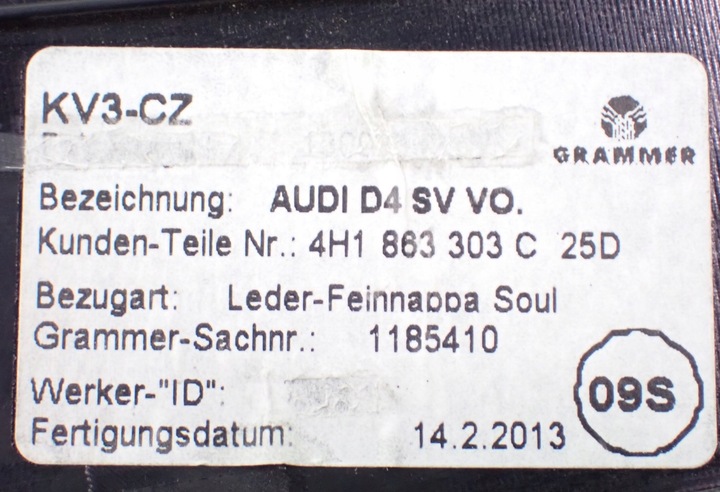 KV3-CZ
GRAMMER
Bezeichnung: AUDI D4 SV VO.
Kunden-Teile Nr.: 4H1 863 303 C 25D
Bezugart: Leder-Feinnappa Soul
Grammer-Sachnr.: 1185410
Werker-"ID":
09S
Fertigungsdatum: 14.2.2013